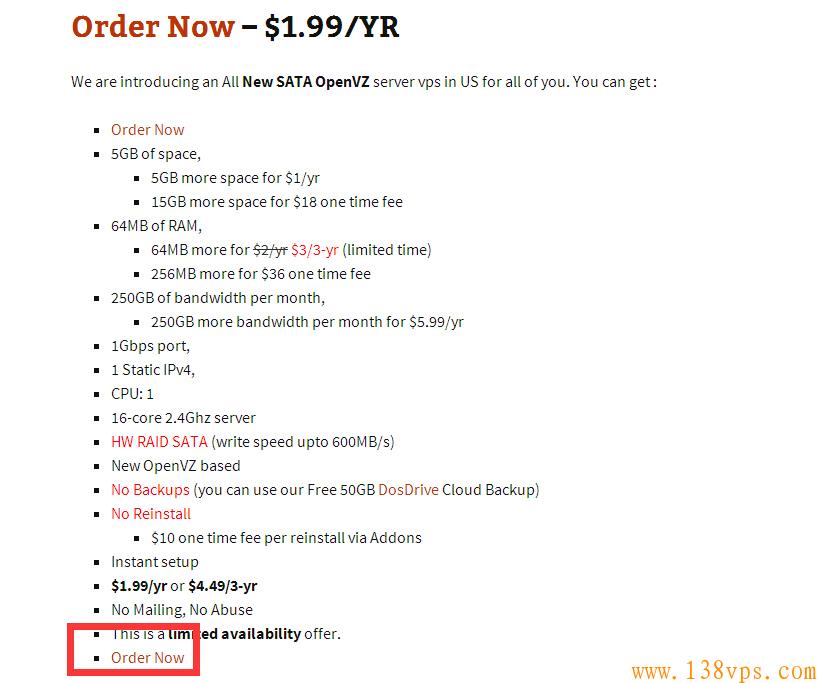 Order Now – $1.99/YR
We are introducing an All New SATA OpenVZ server vps in US for all of you. You can get :
Order Now
5GB of space,
5GB more space for $1/yr
15GB more space for $18 one time fee
64MB of RAM,
64MB more for $2/yr $3/3-yr (limited time)
256MB more for $36 one time fee
250GB of bandwidth per month,
250GB more bandwidth per month for $5.99/yr
1Gbps port,
1 Static IPv4,
CPU: 1
16-core 2.4Ghz server
HW RAID SATA (write speed upto 600MB/s)
New OpenVZ based
No Backups (you can use our Free 50GB DosDrive Cloud Backup)
No Reinstall
$10 one time fee per reinstall via Addons
Instant setup
$1.99/yr or $4.49/3-yr
No Mailing, No Abuse
This is a limited availability offer.
Order Now
www.138vps.com